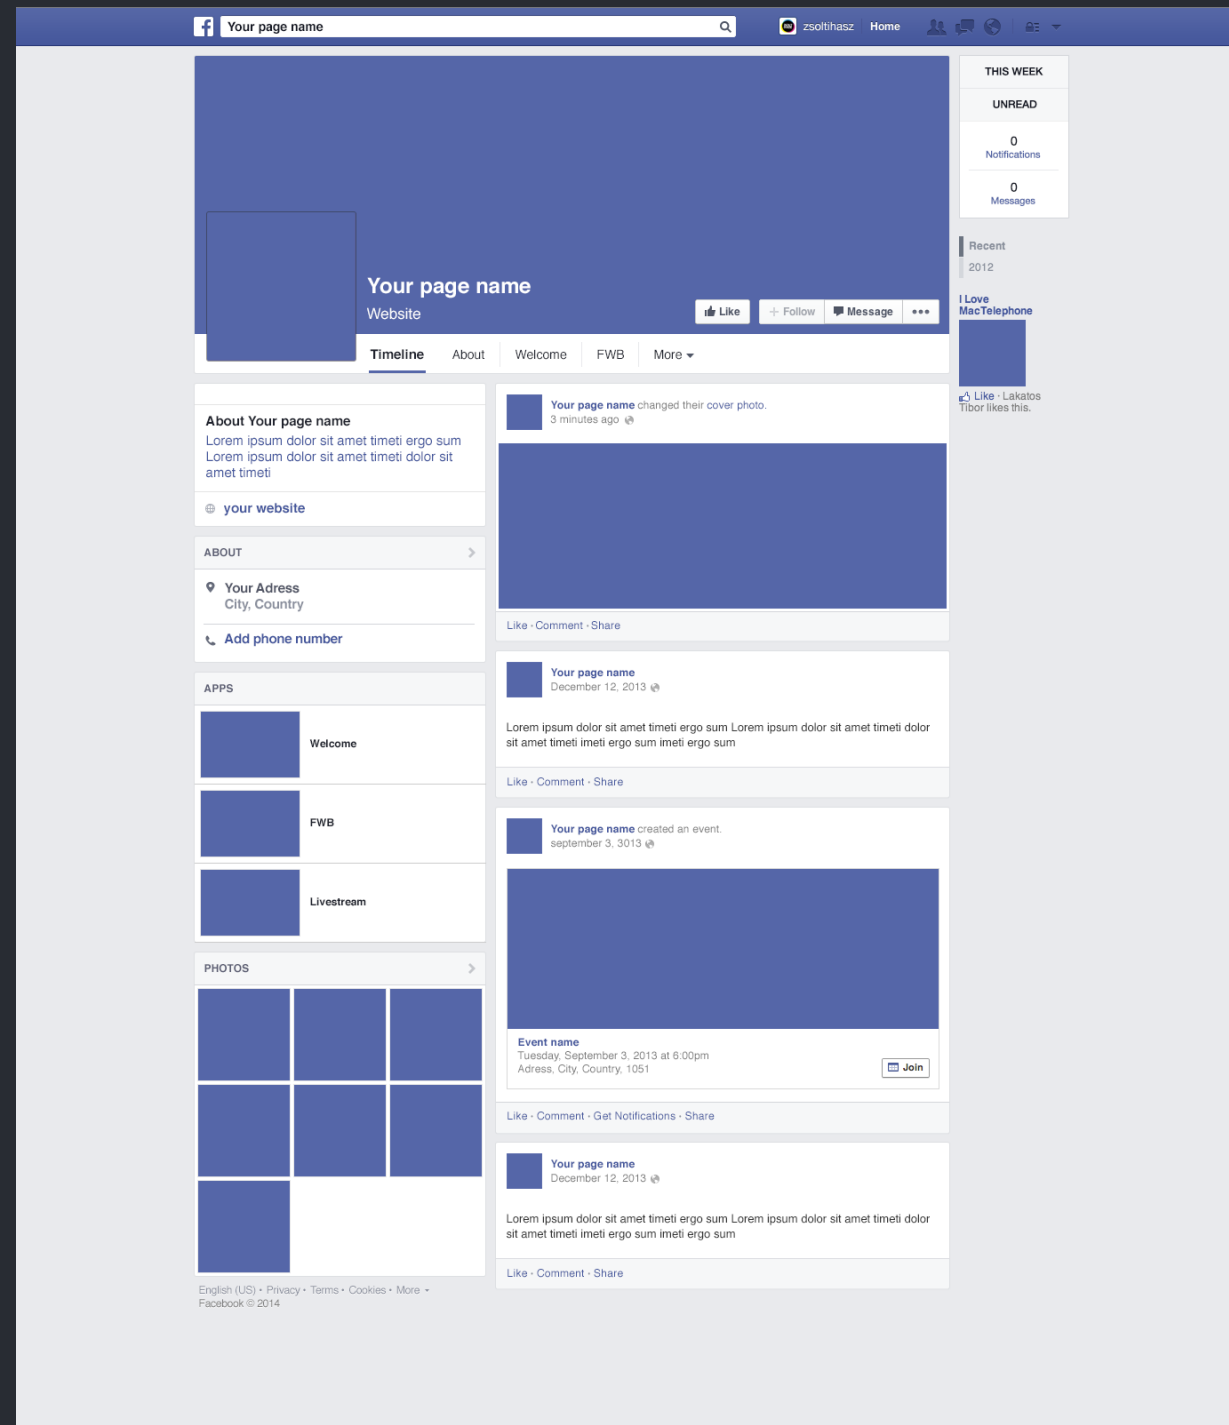 Your page name
zsoltihasz
Home
Your page name
Website
Like
Follow
Message
Timeline
About
Welcome
FWB
More
THIS WEEK
UNREAD
0
Notifications
0
Messages
Recent
2012
I Love
MacTelephone
Like · Lakatos
Tibor likes this.
About Your page name
Lorem ipsum dolor sit amet timeti ergo sum
Lorem ipsum dolor sit amet timeti dolor sit
amet timeti
your website
ABOUT
Your Adress
City, Country
Add phone number
APPS
Welcome
FWB
Livestream
PHOTOS
English (US) · Privacy · Terms · Cookies · More
Facebook © 2014
Your page name changed their cover photo.
3 minutes ago
Like · Comment · Share
Your page name
December 12, 2013
Lorem ipsum dolor sit amet timeti ergo sum Lorem ipsum dolor sit amet timeti dolor
sit amet timeti imeti ergo sum imeti ergo sum
Like · Comment · Share
Your page name created an event.
september 3, 3013
Event name
Tuesday, September 3, 2013 at 6:00pm
Adress, City, Country, 1051
Join
Like · Comment · Get Notifications · Share
Your page name
December 12, 2013
Lorem ipsum dolor sit amet timeti ergo sum Lorem ipsum dolor sit amet timeti dolor
sit amet timeti imeti ergo sum imeti ergo sum
Like · Comment · Share